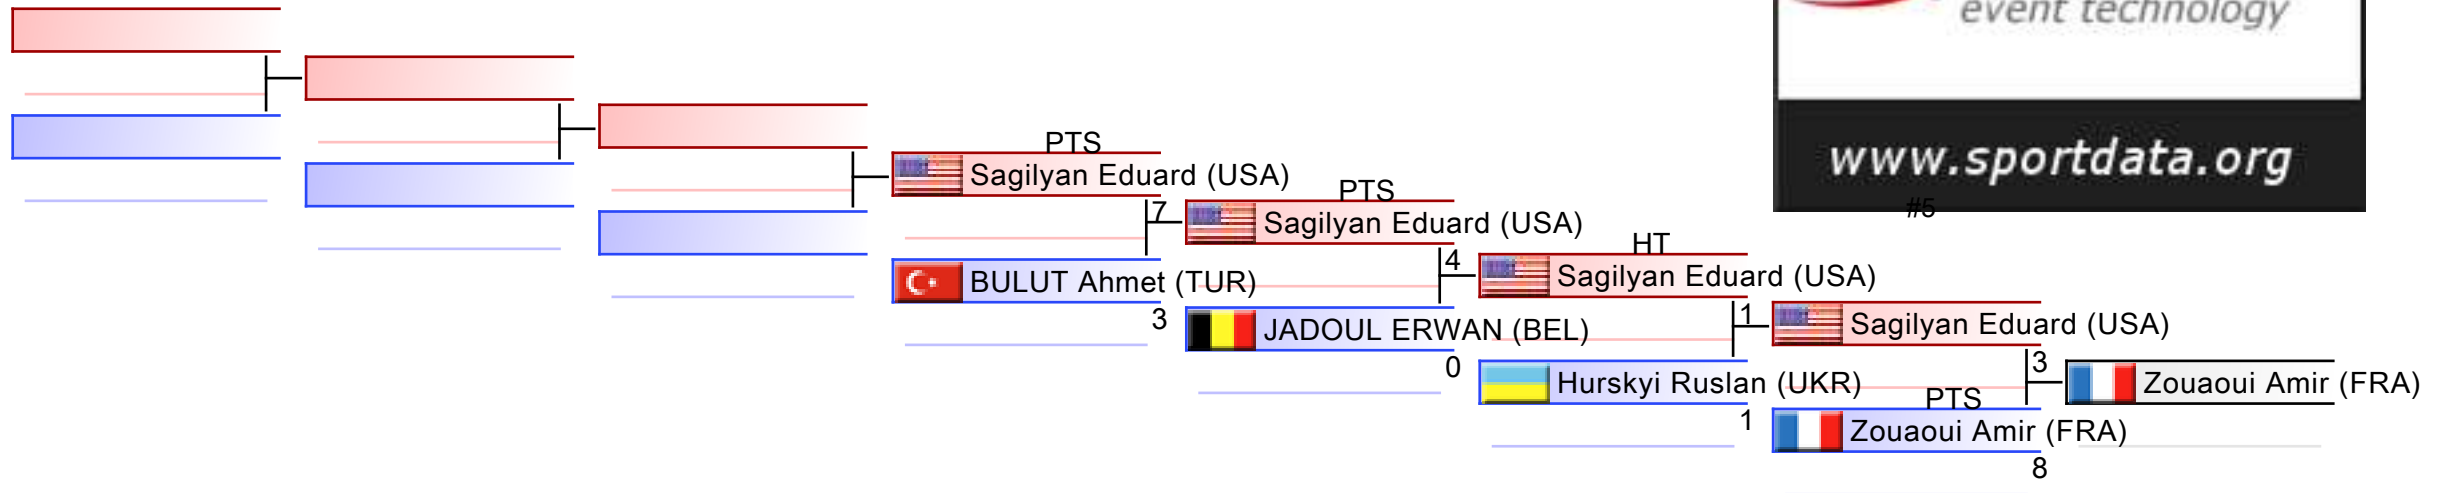 event technology
www.sportdata.org
#5
PTS
Sagilyan Eduard (USA)
7
BULUT Ahmet (TUR)
3
PTS
Sagilyan Eduard (USA)
4
JADOUL ERWAN (BEL)
0
HT
Sagilyan Eduard (USA)
1
Hurskyi Ruslan (UKR)
1
Sagilyan Eduard (USA)
3
PTS
Zouaoui Amir (FRA)
8
Zouaoui Amir (FRA)